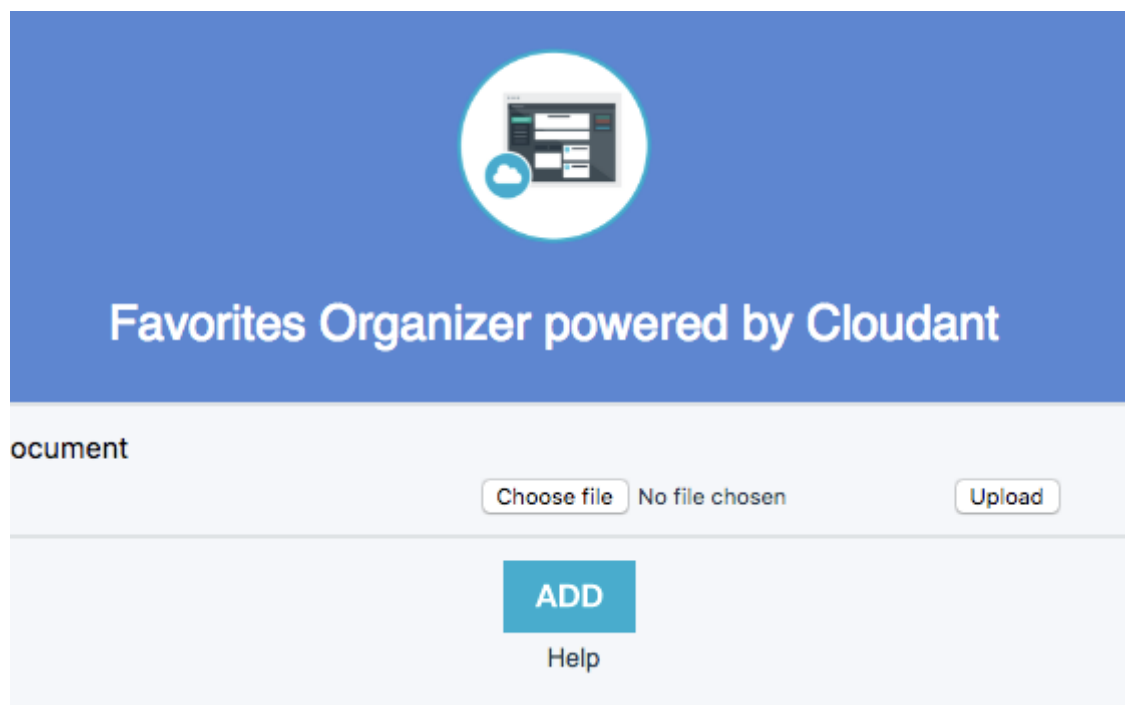 Favorites Organizer powered by Cloudant
ocument
Choose file No file chosen Upload
ADD
Help